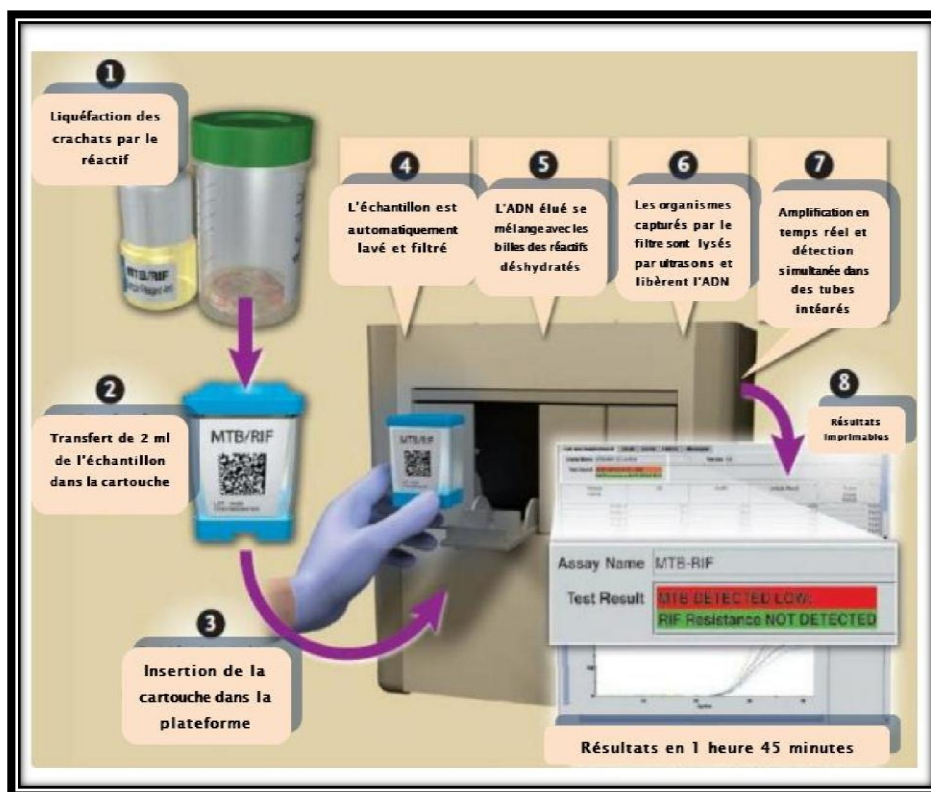 1
Liquéfaction des
crachats par le
réactif
MTB/RIF
2
Transfert de 2 ml
de l'échantillon
dans la cartouche
MTB/RIF
3
Insertion de la
cartouche dans la
plateforme
4
L'échantillon est
automatiquement
lavé et filtré
5
L'ADN élué se
mélange avec les
billes des réactifs
déshydratés
6
Les organismes
capturés par le
filtre sont lysés
par ultrasons et
libèrent l'ADN
7
Amplification en
temps réel et
détection
simultanée dans
des tubes
intégrés
MTB/RIF
8
Résultats
imprimables
Assay Name MTB-RIF
Test Result MTB DETECTED LOW;
RIF Resistance NOT DETECTED
Résultats en 1 heure 45 minutes